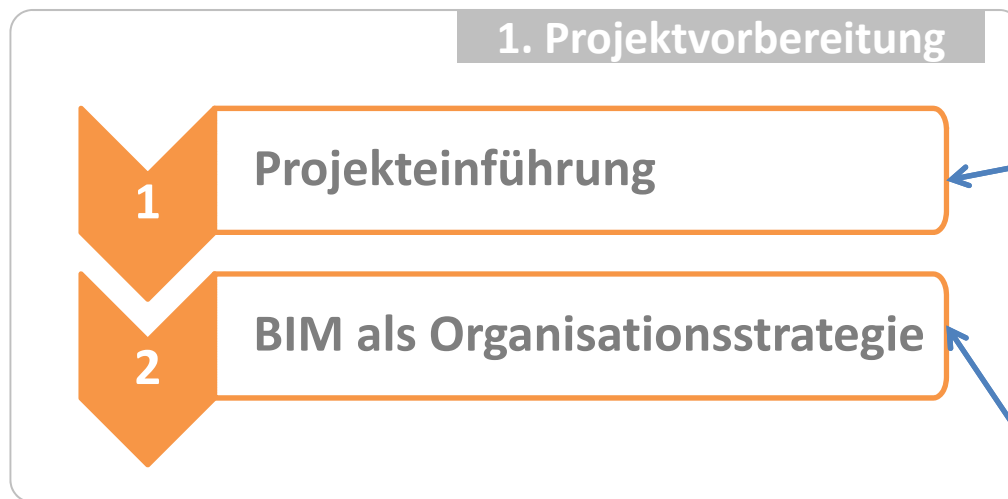 1. Projektvorbereitung
1
Projekteinführung
2
BIM als Organisationsstrategie